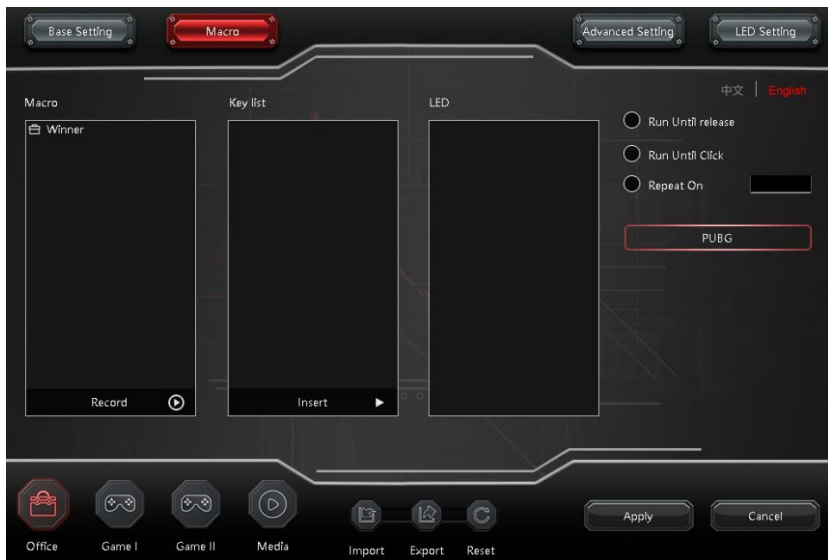 Base Setting
Macro
Advanced Setting
LED Setting
中文 | English
Macro
Key list
LED
Winner
Run Until release
Run Until Click
Repeat On
PUBG
Record
Insert
Office
Game I
Game II
Media
Import
Export
Reset
Apply
Cancel